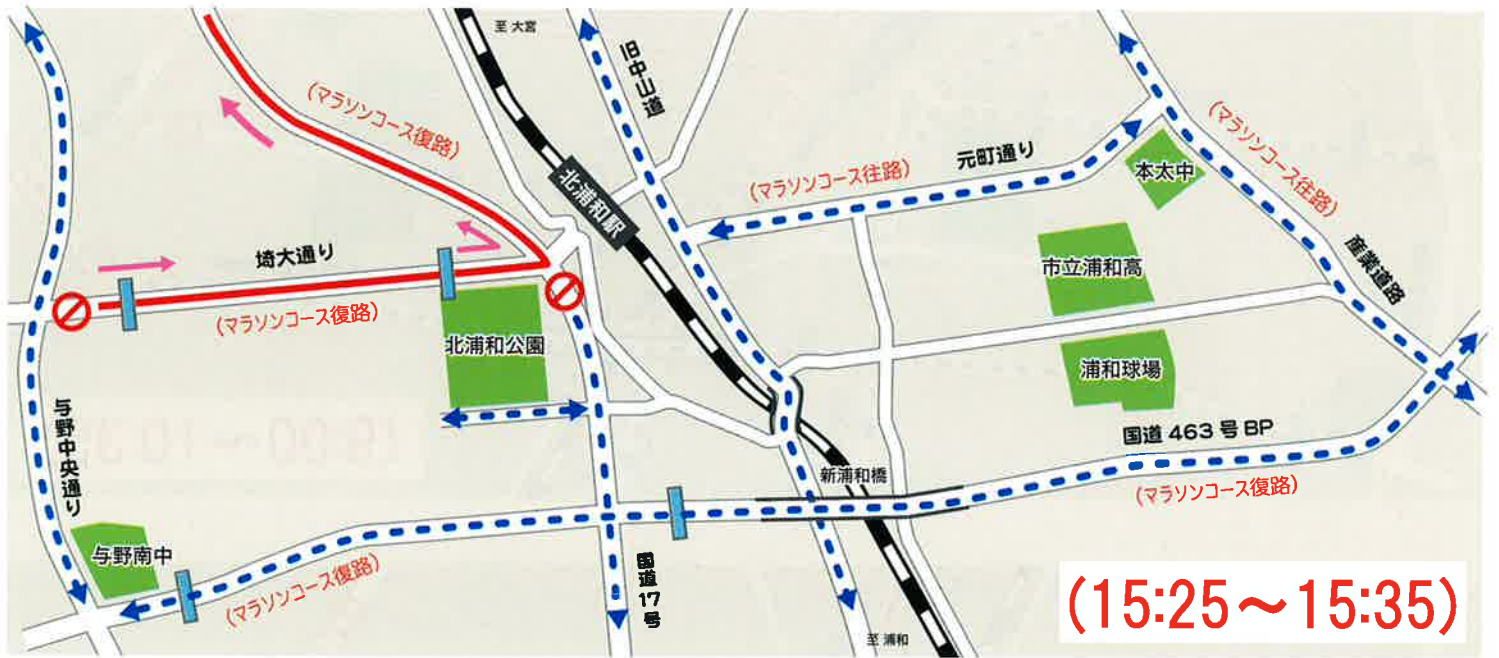 至 大宮
旧中山道
(マラソンコース復路)
(マラソンコース往路)
元町通り
(マラソンコース往路)
本太中
北浦和駅
埼大通り
市立浦和高
産業道路
(マラソンコース復路)
北浦和公園
浦和球場
与野中央通り
国道 463 号 BP
新浦和橋
(マラソンコース復路)
与野南中
(マラソンコース復路)
国道17号
(15:25～15:35)
至 浦和